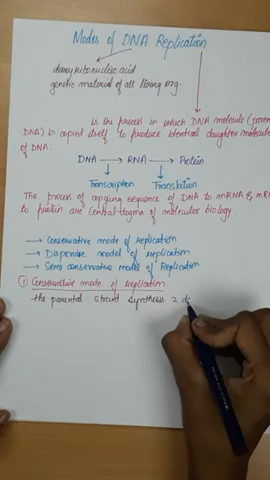 Modes of DNA Replication
deoxyribonucleic acid
genetic material of all living org.
is the process in which DNA molecule (parental
DNA) is copied itself to produce identical daughter molecules
of DNA.
DNA → RNA → Protein
Transcription Translation
The process of copying sequence of DNA to mRNA & mRNA
to protein are central dogma of molecular biology.
→ Conservative mode of replication
→ Dispersive model of replication
→ Semi conservative model of Replication
① Conservative mode of replication
the parental strand synthesis 2 d